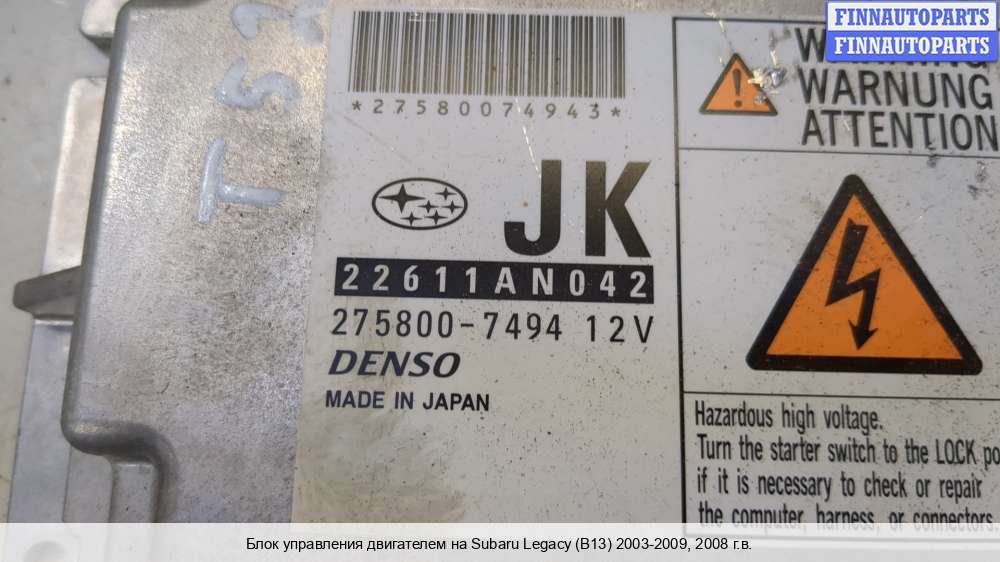 FINNAUTOPARTS
FINNAUTOPARTS
TS
*27580074943*
WARNING
WARNUNG
ATTENTION
JK
22611AN042
275800-7494 12V
DENSO
MADE IN JAPAN
Hazardous high voltage.
Turn the starter switch to the LOCK po
if it is necessary to check or repair
the computer, harness, or connectors.
Блок управления двигателем на Subaru Legacy (B13) 2003-2009, 2008 г.в.